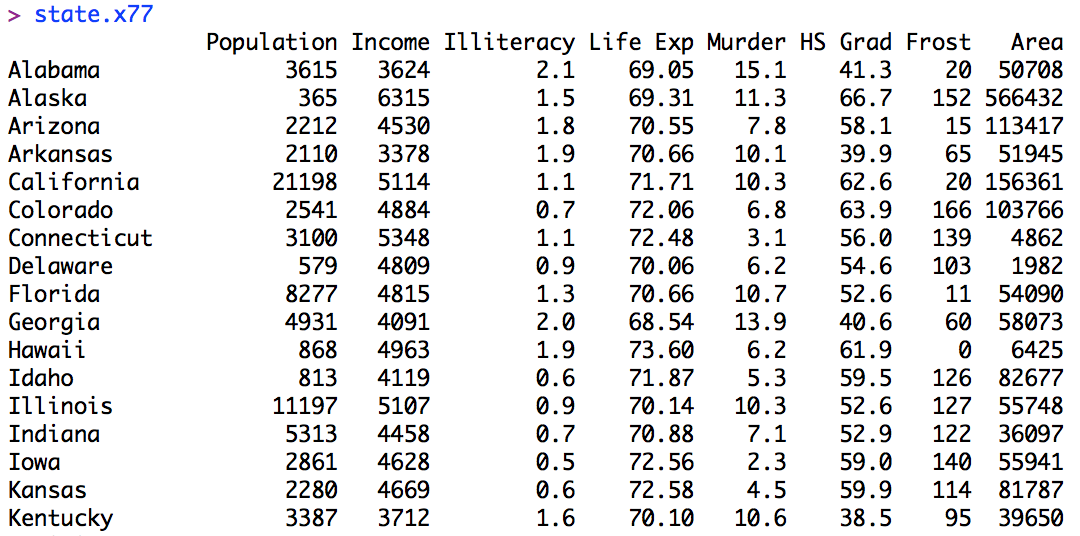 > state.x77
Population Income Illiteracy Life Exp Murder HS Grad Frost Area
Alabama 3615 3624 2.1 69.05 15.1 41.3 20 50708
Alaska 365 6315 1.5 69.31 11.3 66.7 152 566432
Arizona 2212 4530 1.8 70.55 7.8 58.1 15 113417
Arkansas 2110 3378 1.9 70.66 10.1 39.9 65 51945
California 21198 5114 1.1 71.71 10.3 62.6 20 156361
Colorado 2541 4884 0.7 72.06 6.8 63.9 166 103766
Connecticut 3100 5348 1.1 72.48 3.1 56.0 139 4862
Delaware 579 4809 0.9 70.06 6.2 54.6 103 1982
Florida 8277 4815 1.3 70.66 10.7 52.6 11 54090
Georgia 4931 4091 2.0 68.54 13.9 40.6 60 58073
Hawaii 868 4963 1.9 73.60 6.2 61.9 0 6425
Idaho 813 4119 0.6 71.87 5.3 59.5 126 82677
Illinois 11197 5107 0.9 70.14 10.3 52.6 127 55748
Indiana 5313 4458 0.7 70.88 7.1 52.9 122 36097
Iowa 2861 4628 0.5 72.56 2.3 59.0 140 55941
Kansas 2280 4669 0.6 72.58 4.5 59.9 114 81787
Kentucky 3387 3712 1.6 70.10 10.6 38.5 95 39650